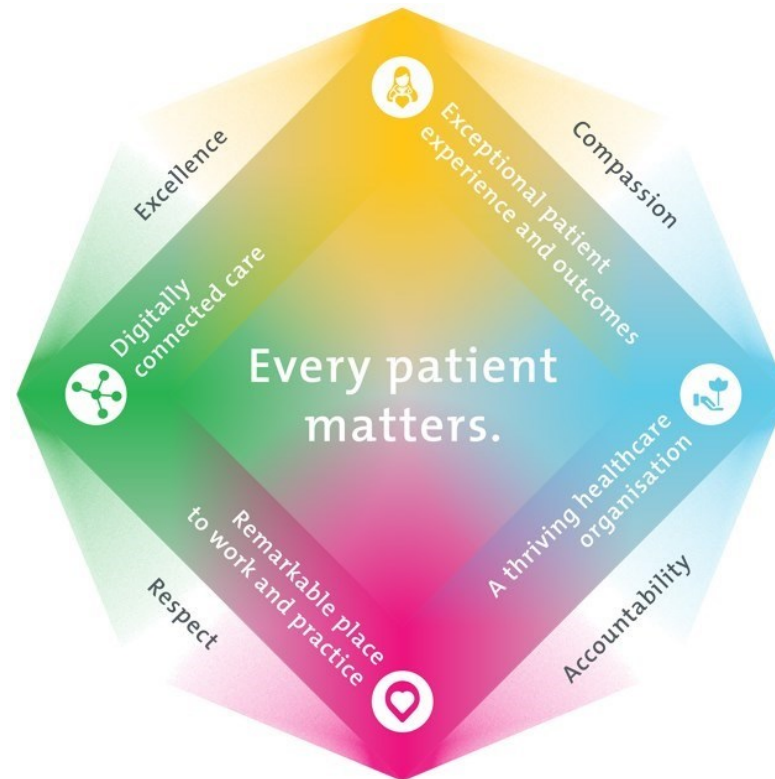 Excellence
Compassion
Exceptional patient
experience and outcomes
Digitally
connected care
Every patient
matters.
Remarkable place
to work and practice
A thriving healthcare
organisation
Respect
Accountability